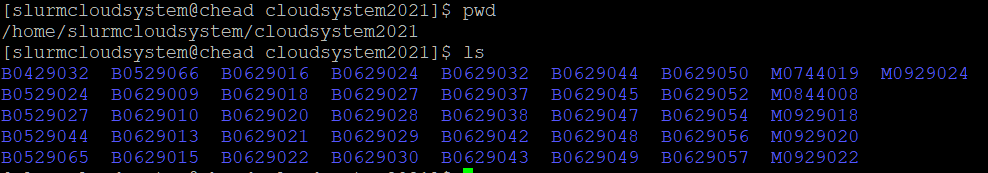 [slurmcloudsystem@chead cloudsystem2021]$ pwd
/home/slurmcloudsystem/cloudsystem2021
[slurmcloudsystem@chead cloudsystem2021]$ ls
B0429032 B0529066 B0629016 B0629024 B0629032 B0629044 B0629050 M0744019 M0929024
B0529024 B0629009 B0629018 B0629027 B0629037 B0629045 B0629052 M0844008
B0529027 B0629010 B0629020 B0629028 B0629038 B0629047 B0629054 M0929018
B0529044 B0629013 B0629021 B0629029 B0629042 B0629048 B0629056 M0929020
B0529065 B0629015 B0629022 B0629030 B0629043 B0629049 B0629057 M0929022